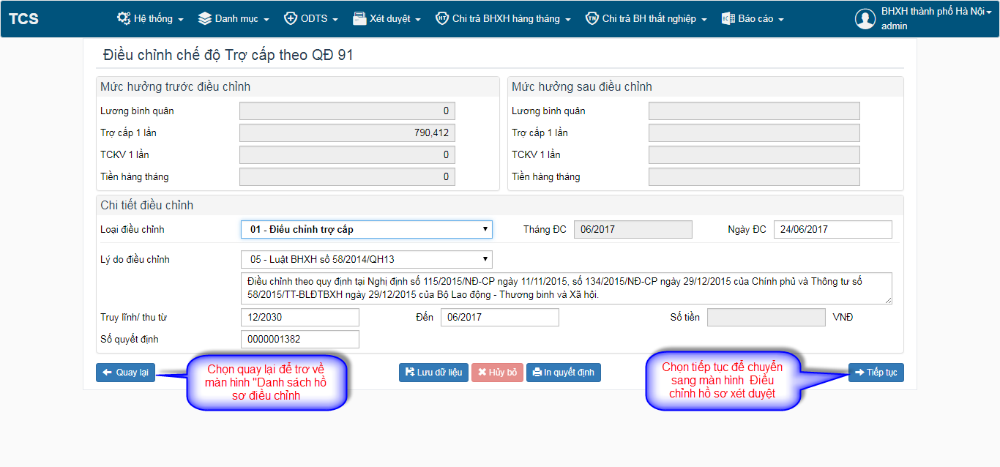 TCS
Hệ thống
Danh mục
ODTS
Xét duyệt
Chi trả BHXH hàng tháng
Chi trả BH thất nghiệp
Báo cáo
BHXH thành phố Hà Nội
admin
Điều chỉnh chế độ Trợ cấp theo QĐ 91
Mức hưởng trước điều chỉnh
Lương bình quân 0
Trợ cấp 1 lần 790,412
TCKV 1 lần 0
Tiền hàng tháng 0
Mức hưởng sau điều chỉnh
Lương bình quân
Trợ cấp 1 lần
TCKV 1 lần
Tiền hàng tháng
Chi tiết điều chỉnh
Loại điều chỉnh 01 - Điều chỉnh trợ cấp Tháng ĐC 06/2017 Ngày ĐC 24/06/2017
Lý do điều chỉnh 05 - Luật BHXH số 58/2014/QH13
Điều chỉnh theo quy định tại Nghị định số 115/2015/NĐ-CP ngày 11/11/2015, số 134/2015/NĐ-CP ngày 29/12/2015 của Chính phủ và Thông tư số
58/2015/TT-BLĐTBXH ngày 29/12/2015 của Bộ Lao động - Thương binh và Xã hội.
Truy lĩnh/ thu từ 12/2030 Đến 06/2017 Số tiền VNĐ
Số quyết định 0000001382
Quay lại
Chọn quay lại để trơ về
màn hình "Danh sách hồ
sơ điều chỉnh
Lưu dữ liệu
Hủy bỏ
In quyết định
Chọn tiếp tục để chuyển
sang màn hình Điều
chỉnh hồ sơ xét duyệt
Tiếp tục